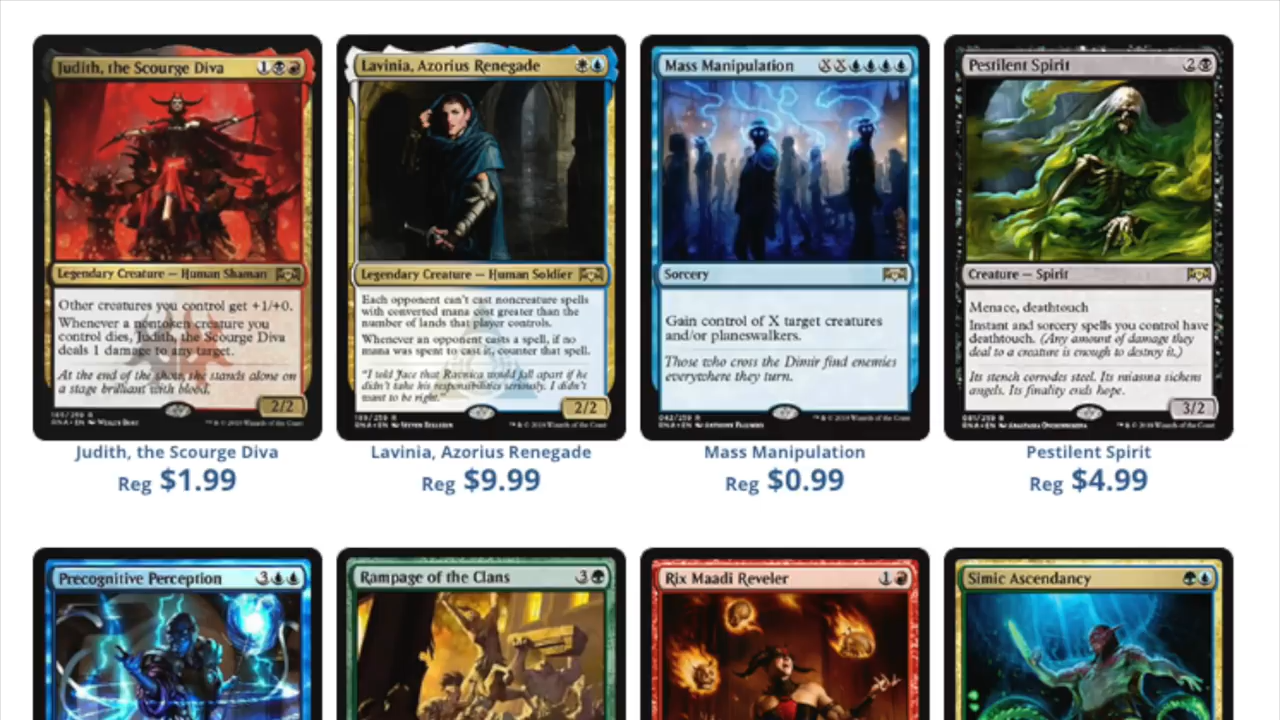 Judith, the Scourge Diva 1
Legendary Creature — Human Shaman
Other creatures you control get +1/+0.
Whenever a nontoken creature you
control dies, Judith, the Scourge Diva
deals 1 damage to any target.
At the end of the show, she stands alone on
a stage brilliant with blood.
2/2
Judith, the Scourge Diva
Reg $1.99
Lavinia, Azorius Renegade
Legendary Creature — Human Soldier
Each opponent can't cast noncreature spells
with converted mana cost greater than the
number of lands that player controls.
Whenever an opponent casts a spell, if no
mana was spent to cast it, counter that spell.
"I told Jace that Ravnica would fall apart if he
didn't take his responsibilities seriously. I didn't
want to be right."
2/2
Lavinia, Azorius Renegade
Reg $9.99
Mass Manipulation X X
Sorcery
Gain control of X target creatures
and/or planeswalkers.
Those who cross the Dimir find enemies
everywhere they turn.
Mass Manipulation
Reg $0.99
Pestilent Spirit 2
Creature — Spirit
Menace, deathtouch
Instant and sorcery spells you control have
deathtouch. (Any amount of damage they
deal to a creature is enough to destroy it.)
Its stench corrodes steel. Its miasma sickens
angels. Its finality ends hope.
3/2
Pestilent Spirit
Reg $4.99
Precognitive Perception 3
Rampage of the Clans 3
Rix Maadi Reveler 1
Simic Ascendancy